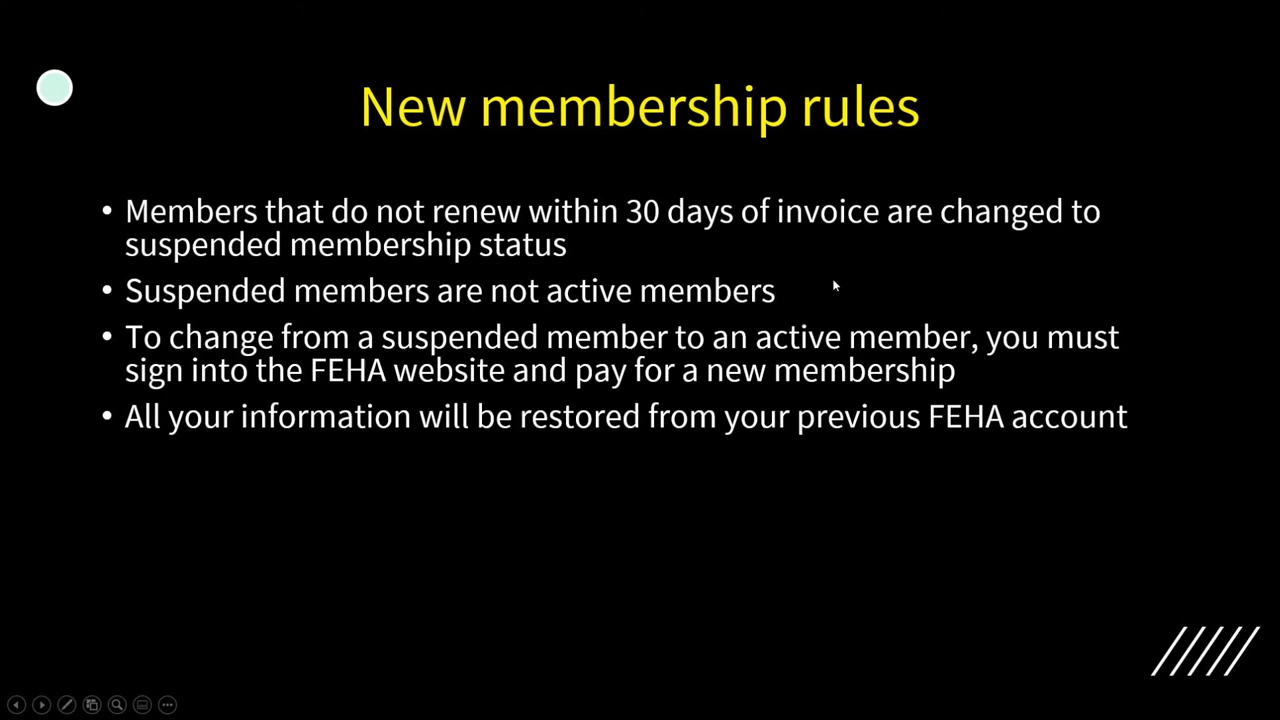 New membership rules
• Members that do not renew within 30 days of invoice are changed to
suspended membership status
• Suspended members are not active members
• To change from a suspended member to an active member, you must
sign into the FEHA website and pay for a new membership
• All your information will be restored from your previous FEHA account